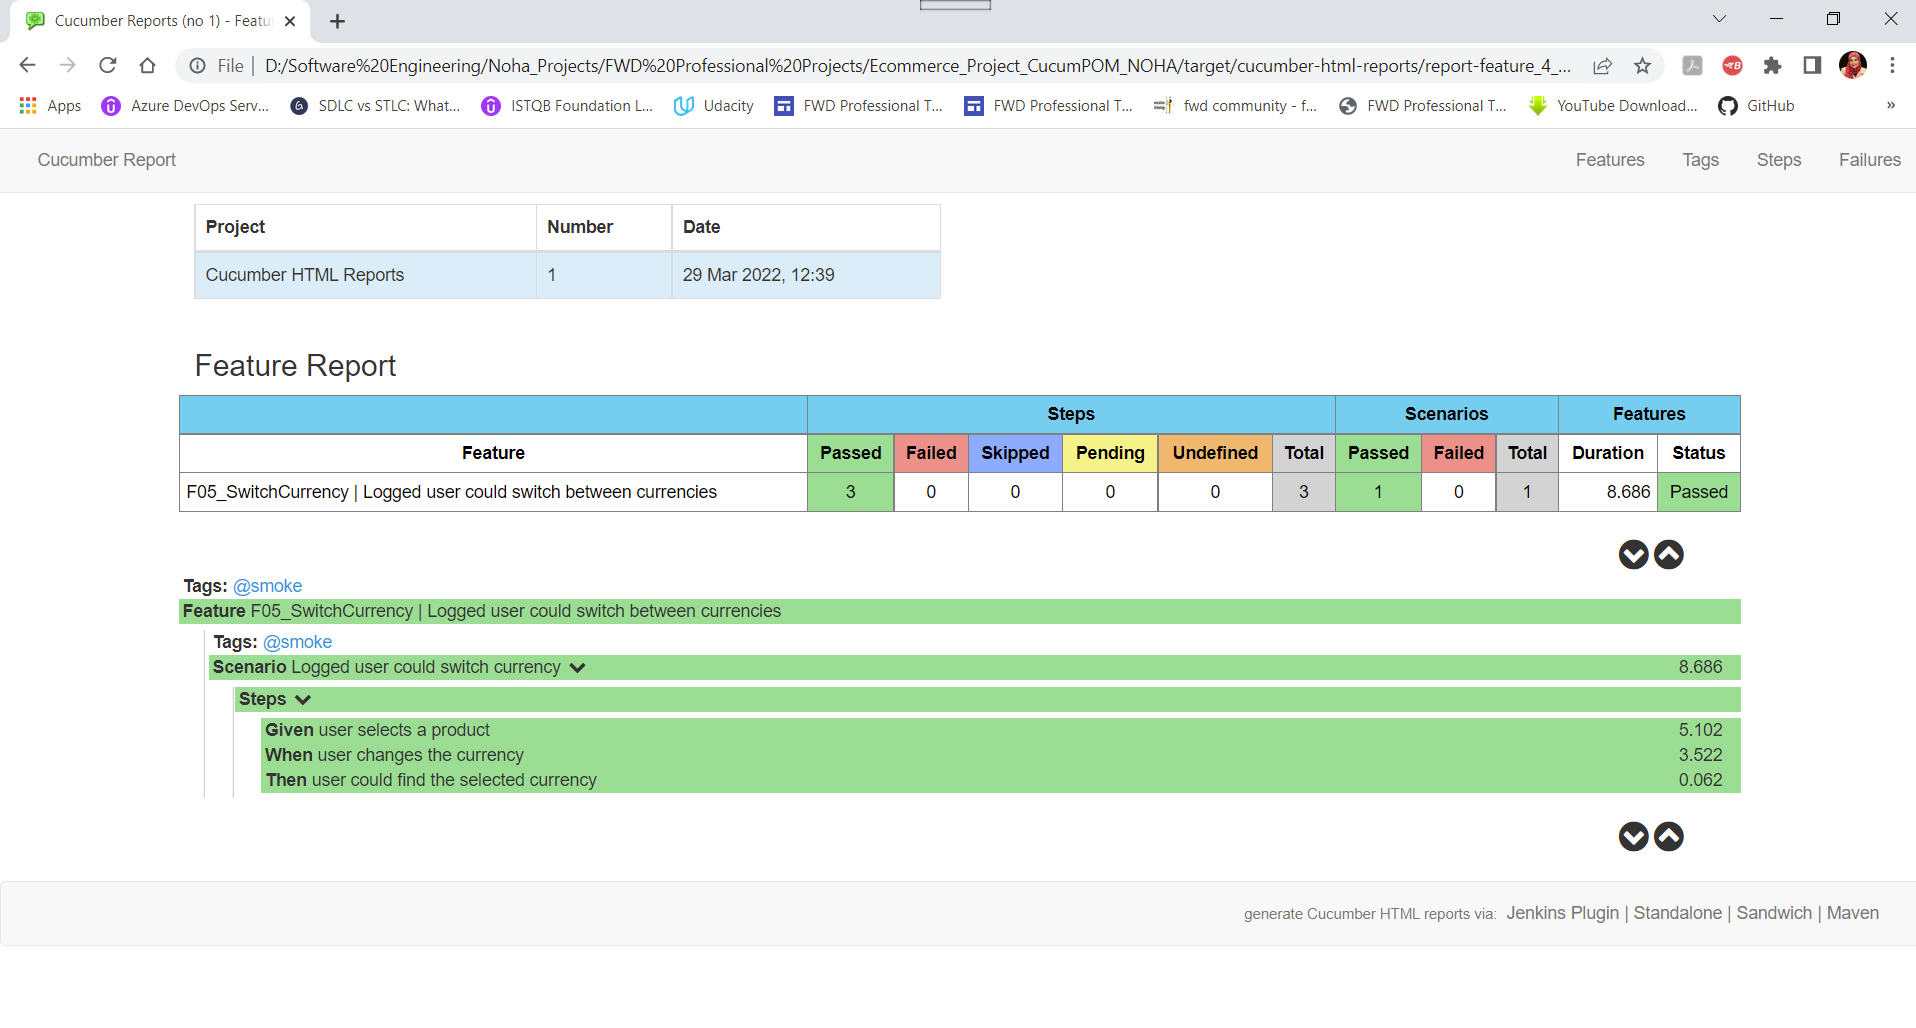 Cucumber Reports (no 1) - Featu
File | D:/Software%20Engineering/Noha_Projects/FWD%20Professional%20Projects/Ecommerce_Project_CucumPOM_NOHA/target/cucumber-html-reports/report-feature_4_...
Apps Azure DevOps Serv... SDLC vs STLC: What... ISTQB Foundation L... Udacity FWD Professional T... FWD Professional T... fwd community - f... FWD Professional T... YouTube Download... GitHub »
Cucumber Report Features Tags Steps Failures
Project Number Date
Cucumber HTML Reports 1 29 Mar 2022, 12:39
Feature Report
Steps Scenarios Features
Feature Passed Failed Skipped Pending Undefined Total Passed Failed Total Duration Status
F05_SwitchCurrency | Logged user could switch between currencies 3 0 0 0 0 3 1 0 1 8.686 Passed
Tags: @smoke
Feature F05_SwitchCurrency | Logged user could switch between currencies
Tags: @smoke
Scenario Logged user could switch currency 8.686
Steps
Given user selects a product 5.102
When user changes the currency 3.522
Then user could find the selected currency 0.062
generate Cucumber HTML reports via: Jenkins Plugin | Standalone | Sandwich | Maven